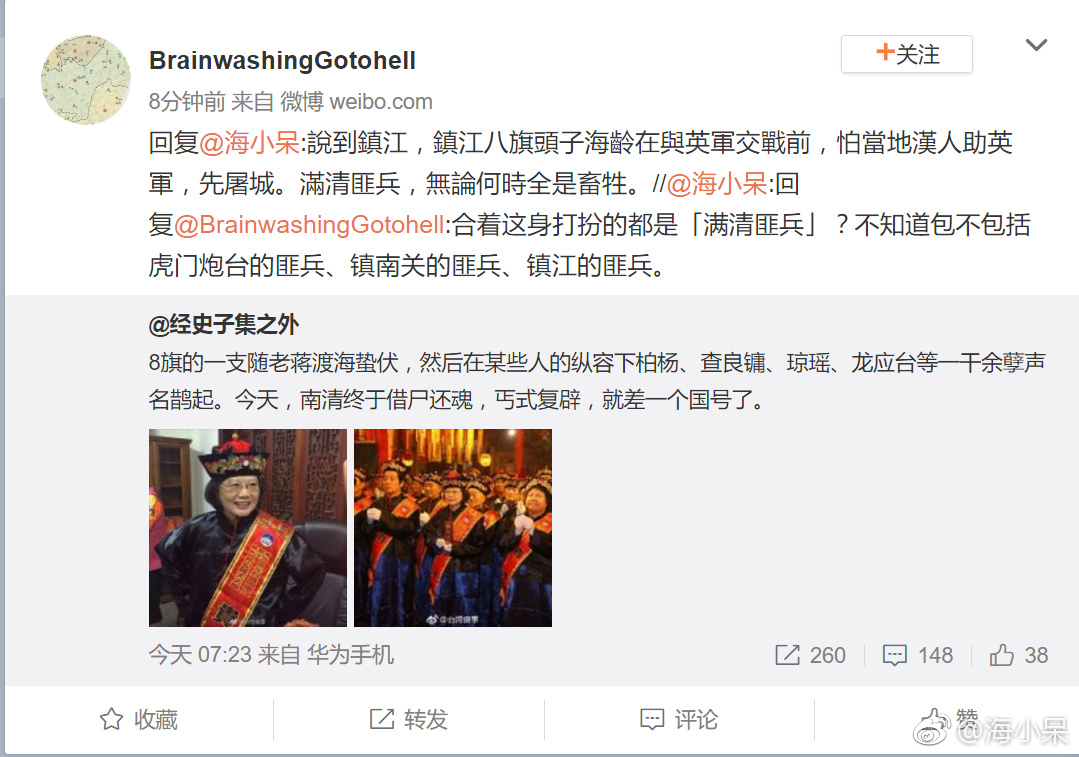 BrainwashingGotohell
+关注
8分钟前 来自 微博 weibo.com
回复@海小呆:說到鎮江，鎮江八旗頭子海齡在與英軍交戰前，怕當地漢人助英
軍，先屠城。滿清匪兵，無論何時全是畜牲。//@海小呆:回
复@BrainwashingGotohell:合着这身打扮的都是「满清匪兵」？不知道包不包括
虎门炮台的匪兵、镇南关的匪兵、镇江的匪兵。
@经史子集之外
8旗的一支随老蒋渡海蛰伏，然后在某些人的纵容下柏杨、查良镛、琼瑶、龙应台等一干余孽声
名鹊起。今天，南清终于借尸还魂，丐式复辟，就差一个国号了。
今天 07:23 来自 华为手机
260
148
38
收藏
转发
评论
赞
@海小呆